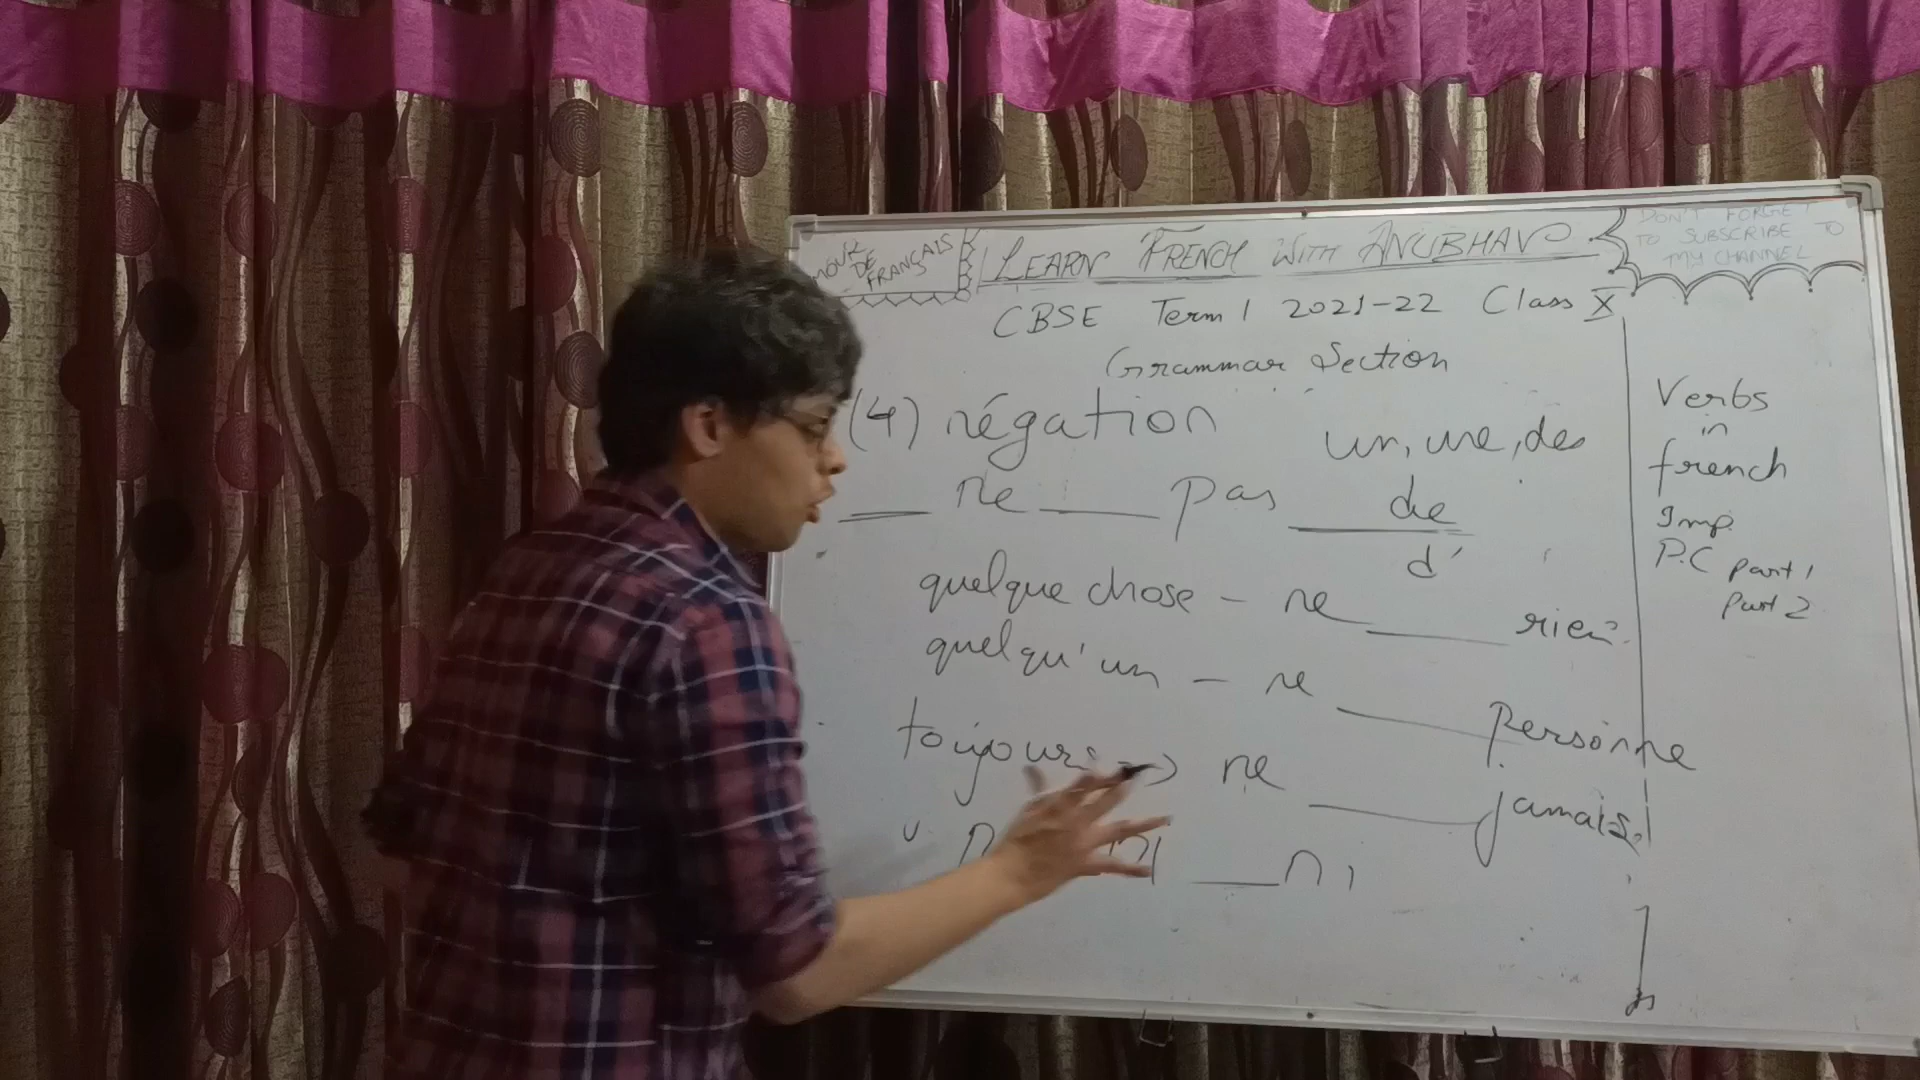 DE FRANÇAIS
LEARN FRENCH WITH ANUBHAV
DON'T FORGET
TO SUBSCRIBE TO
MY CHANNEL
CBSE Term 1 2021-22 Class X
Grammar Section
(4) négation
un, une, des
___ ne ___ pas ___ de
d'
quelque chose - ne ___ rien.
quelqu'un - ne ___ personne
toujours → ne ___ jamais
ni ___ ni
Verbs
in
french
Imp.
P.C Part 1
Part 2